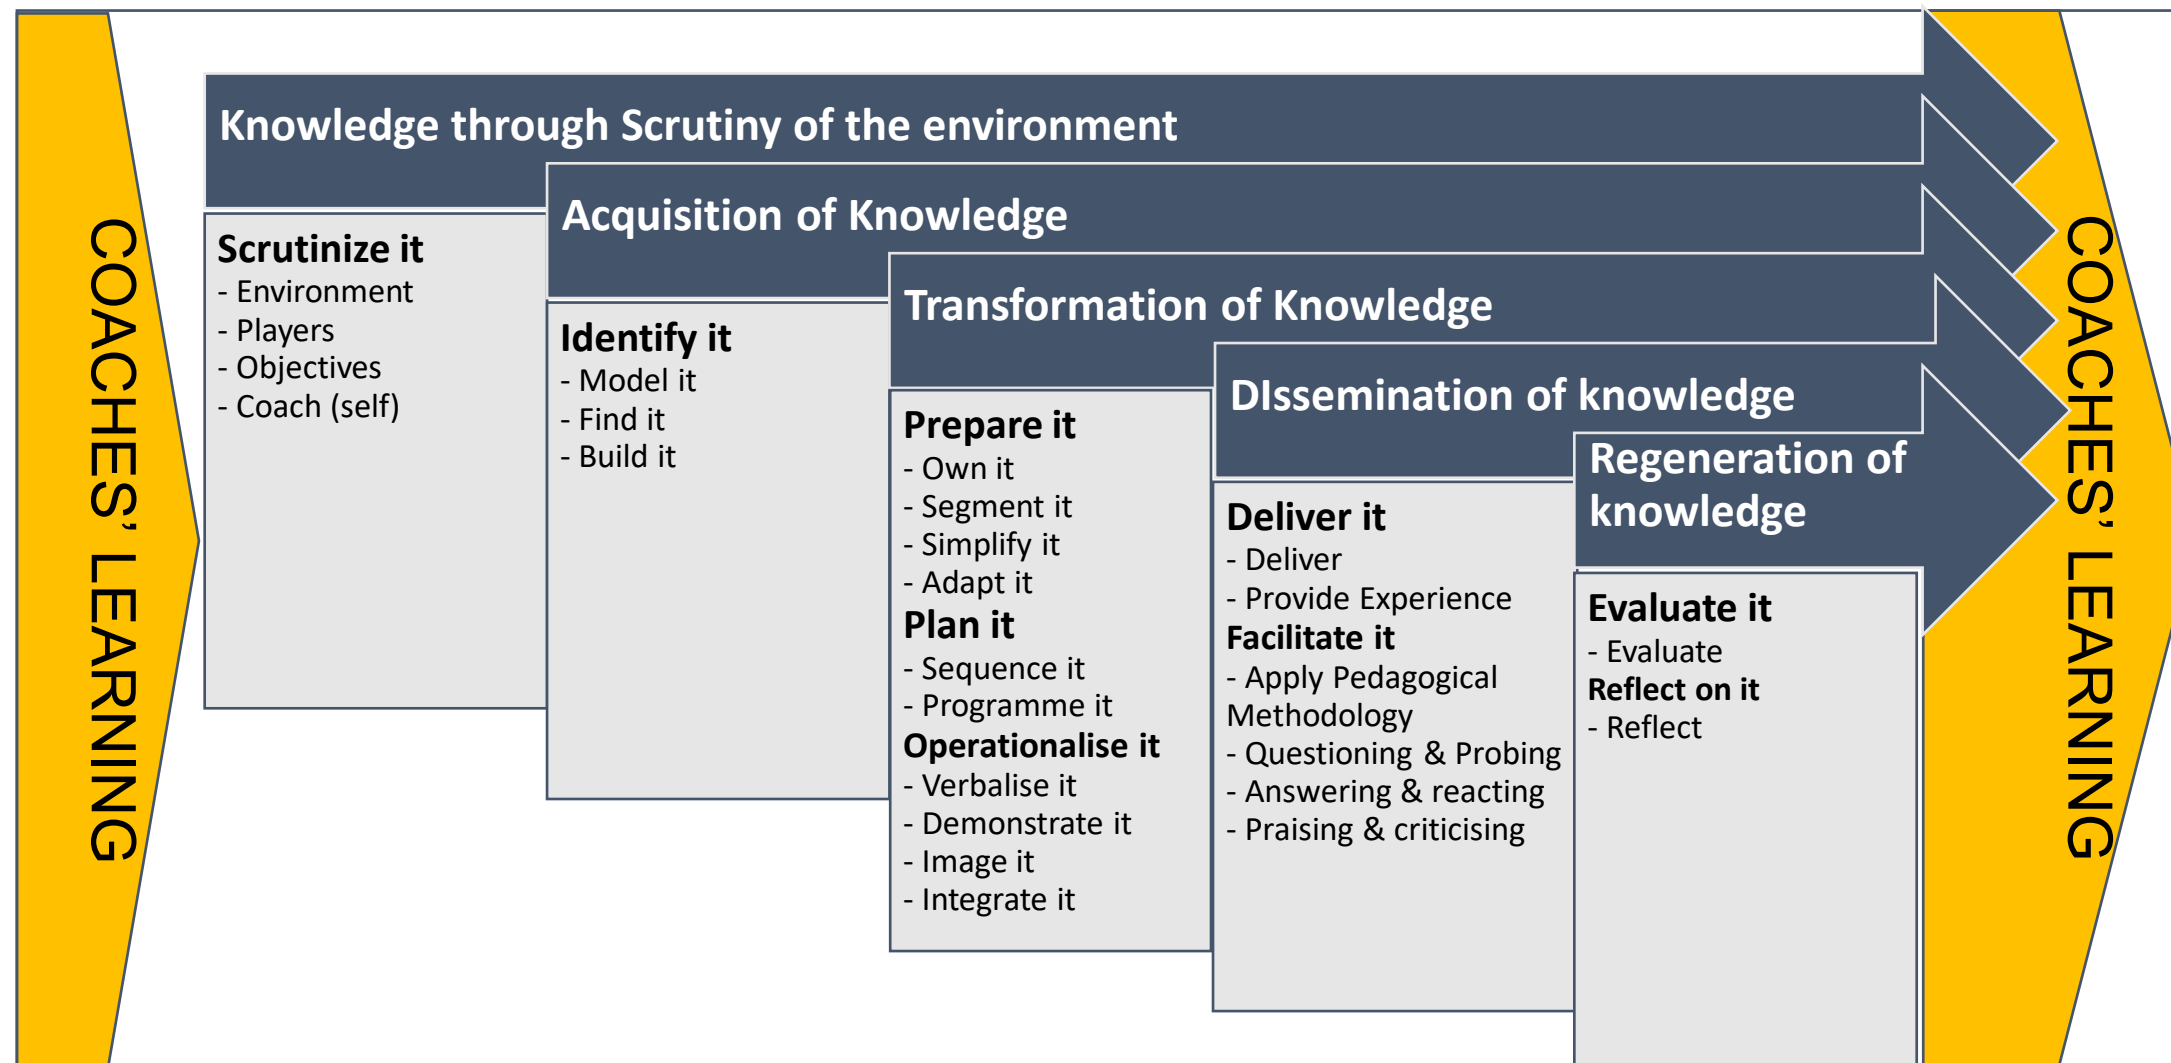 COACHES’ LEARNING
Knowledge through Scrutiny of the environment
Scrutinize it
- Environment
- Players
- Objectives
- Coach (self)
Acquisition of Knowledge
Identify it
- Model it
- Find it
- Build it
Transformation of Knowledge
Prepare it
- Own it
- Segment it
- Simplify it
- Adapt it
Plan it
- Sequence it
- Programme it
Operationalise it
- Verbalise it
- Demonstrate it
- Image it
- Integrate it
DIssemination of knowledge
Deliver it
- Deliver
- Provide Experience
Facilitate it
- Apply Pedagogical
Methodology
- Questioning & Probing
- Answering & reacting
- Praising & criticising
Regeneration of
knowledge
Evaluate it
- Evaluate
Reflect on it
- Reflect
COACHES’ LEARNING